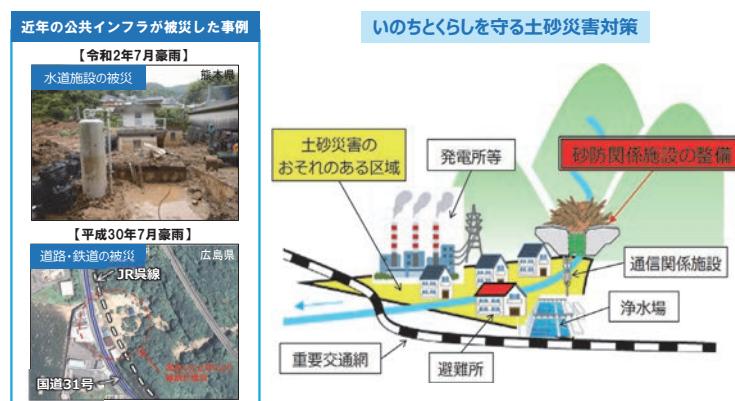 近年の公共インフラが被災した事例
【令和2年7月豪雨】
水道施設の被災
熊本県
【平成30年7月豪雨】
道路・鉄道の被災
広島県
JR呉線
国道31号
いのちとくらしを守る土砂災害対策
土砂災害の
おそれのある区域
発電所等
砂防関係施設の整備
通信関係施設
浄水場
重要交通網
避難所